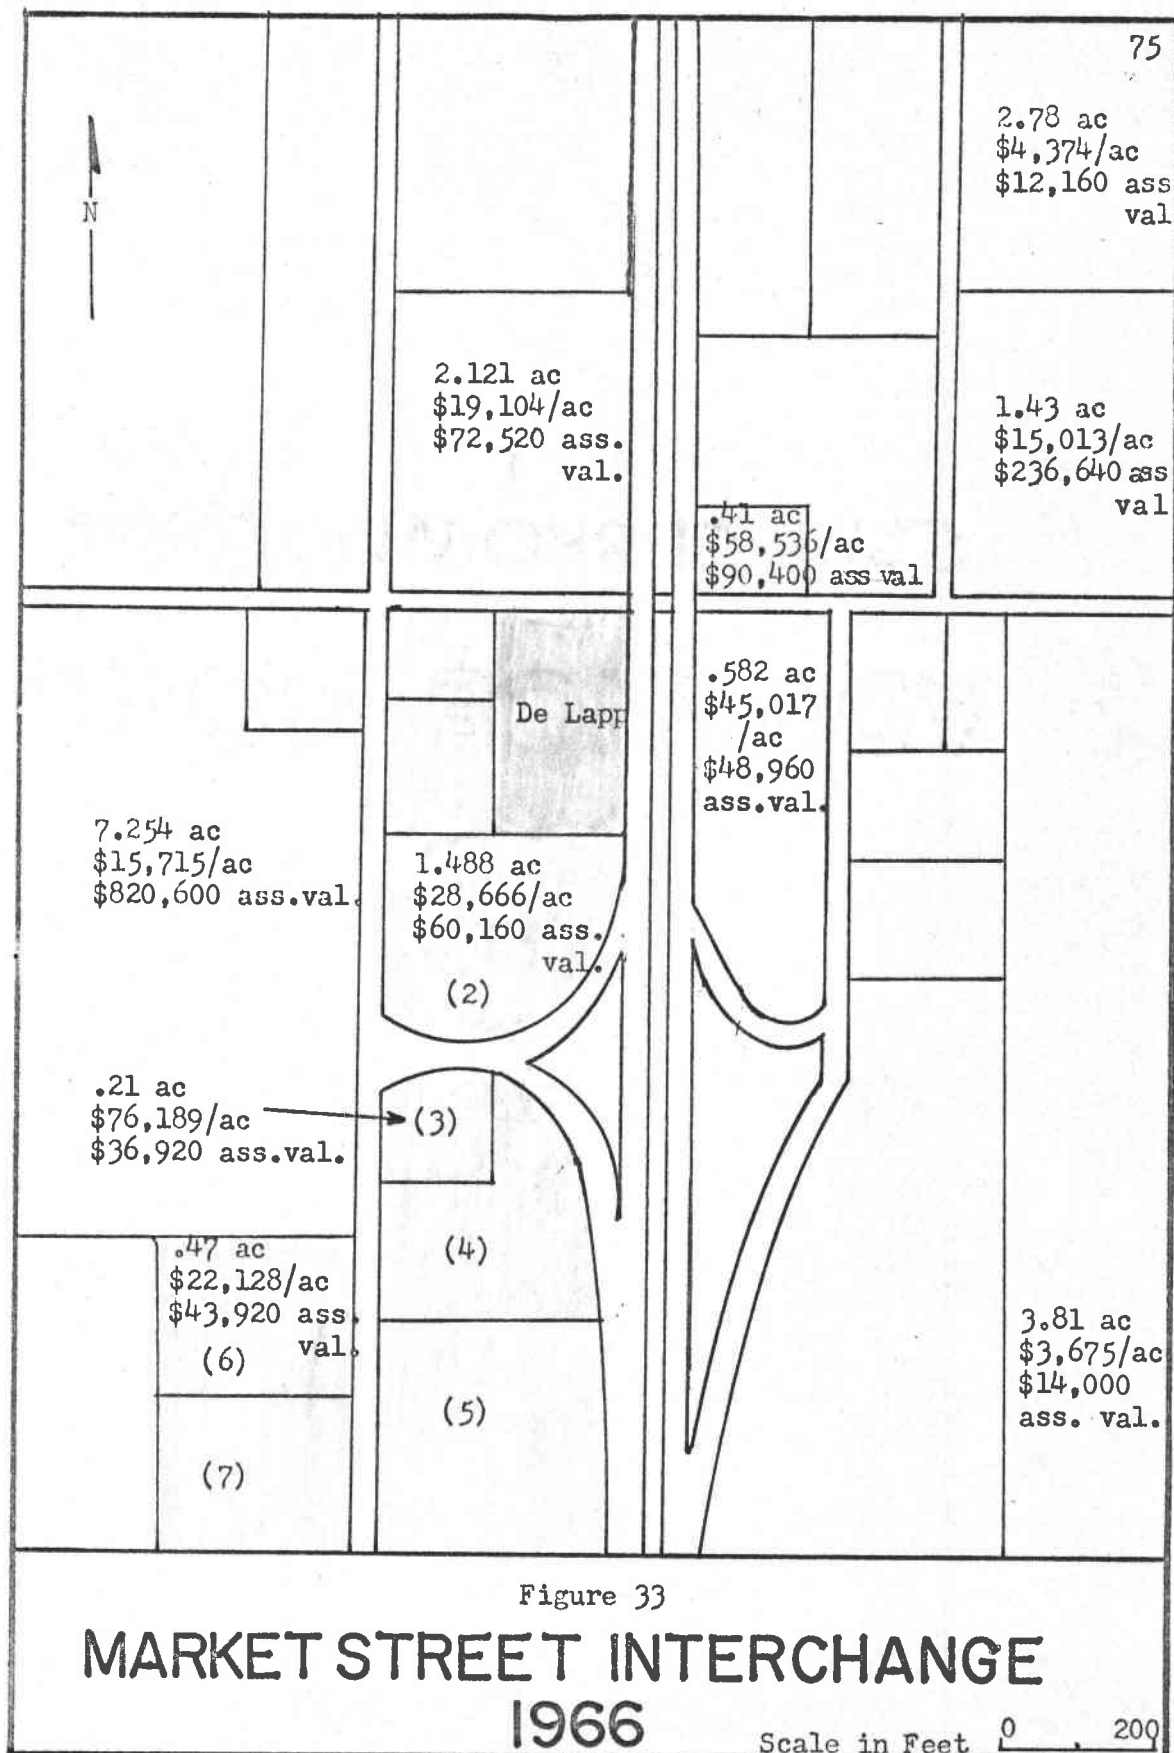 75
2.78 ac
$4,374/ac
$12,160 ass
val
N
2.121 ac
$19,104/ac
$72,520 ass.
val.
1.43 ac
$15,013/ac
$236,640 ass
val
.41 ac
$58,536/ac
$90,400 ass val
De Lapp
.582 ac
$45,017
/ac
$48,960
ass.val.
7.254 ac
$15,715/ac
$820,600 ass.val.
1.488 ac
$28,666/ac
$60,160 ass.
val.
(2)
.21 ac
$76,189/ac
$36,920 ass.val.
(3)
.47 ac
$22,128/ac
$43,920 ass.
val.
(6)
(4)
(5)
(7)
3.81 ac
$3,675/ac
$14,000
ass. val.
Figure 33
MARKET STREET INTERCHANGE
1966
Scale in Feet 0 200